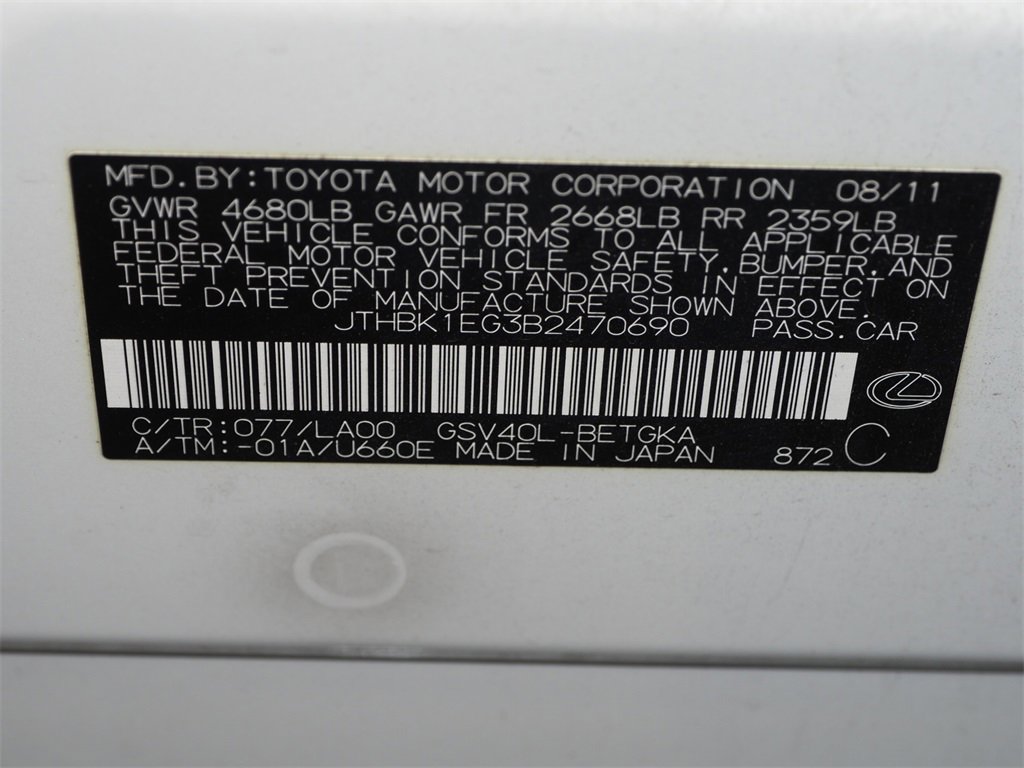 MFD.BY:TOYOTA MOTOR CORPORATION 08/11
GVWR 4680LB GAWR FR 2668LB RR 2359LB
THIS VEHICLE CONFORMS TO ALL APPLICABLE
FEDERAL MOTOR VEHICLE SAFETY,BUMPER,AND
THEFT PREVENTION STANDARDS IN EFFECT ON
THE DATE OF MANUFACTURE SHOWN ABOVE.
JTHBK1EG3B2470690 PASS.CAR
C/TR:077/LA00 GSV40L-BETGKA
A/TM:-01A/U660E MADE IN JAPAN 872 C